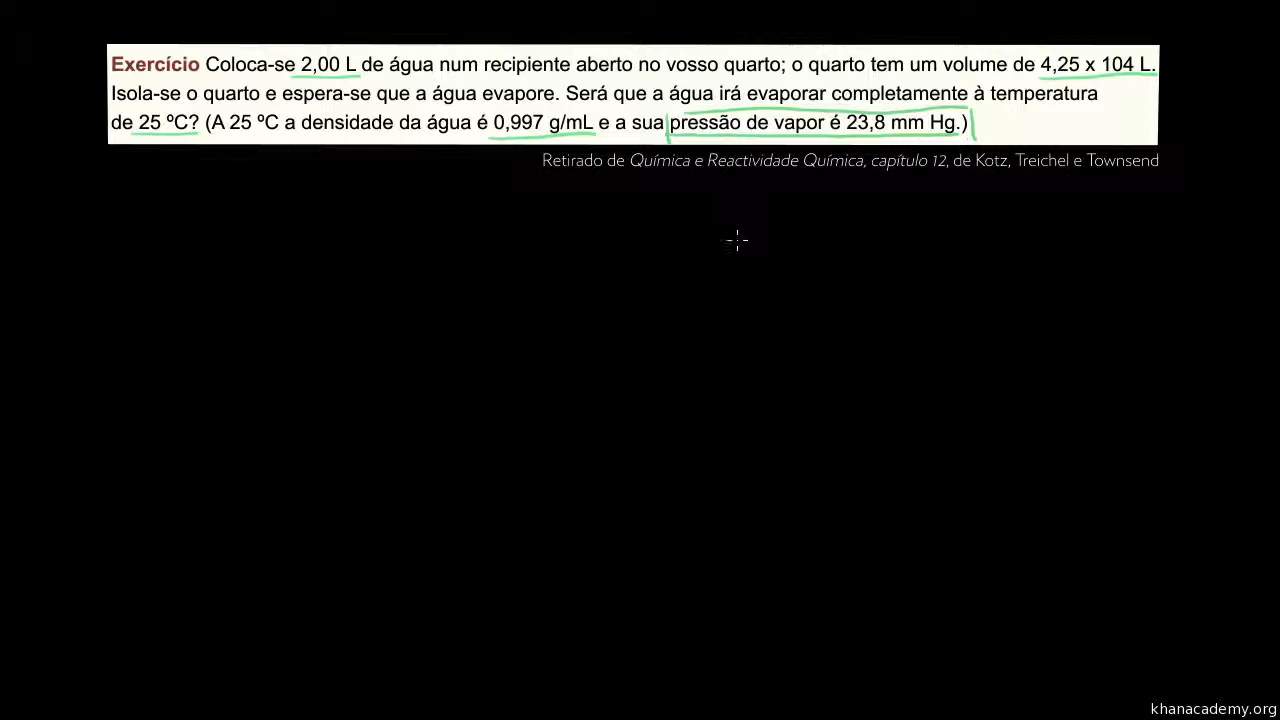 Exercício Coloca-se 2,00 L de água num recipiente aberto no vosso quarto; o quarto tem um volume de 4,25 x 104 L.
Isola-se o quarto e espera-se que a água evapore. Será que a água irá evaporar completamente à temperatura
de 25 ºC? (A 25 ºC a densidade da água é 0,997 g/mL e a sua pressão de vapor é 23,8 mm Hg.)
Retirado de Química e Reactividade Química, capítulo 12, de Kotz, Treichel e Townsend
khanacademy.org